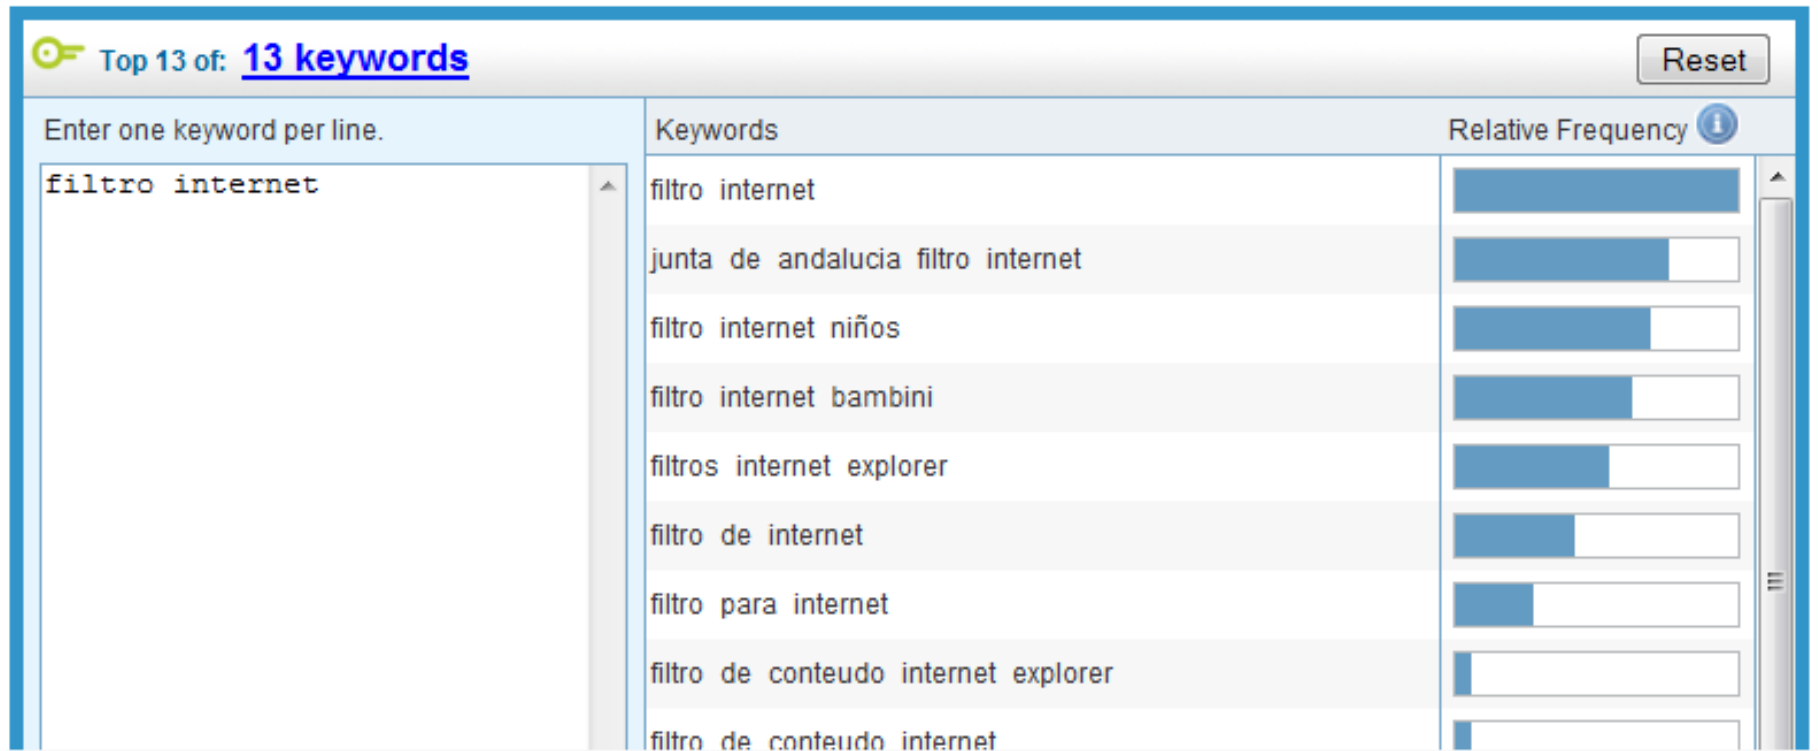 Top 13 of: 13 keywords
Reset
Enter one keyword per line.
Keywords
Relative Frequency
filtro internet
filtro internet
junta de andalucia filtro internet
filtro internet niños
filtro internet bambini
filtros internet explorer
filtro de internet
filtro para internet
filtro de conteudo internet explorer
filtro de conteudo internet